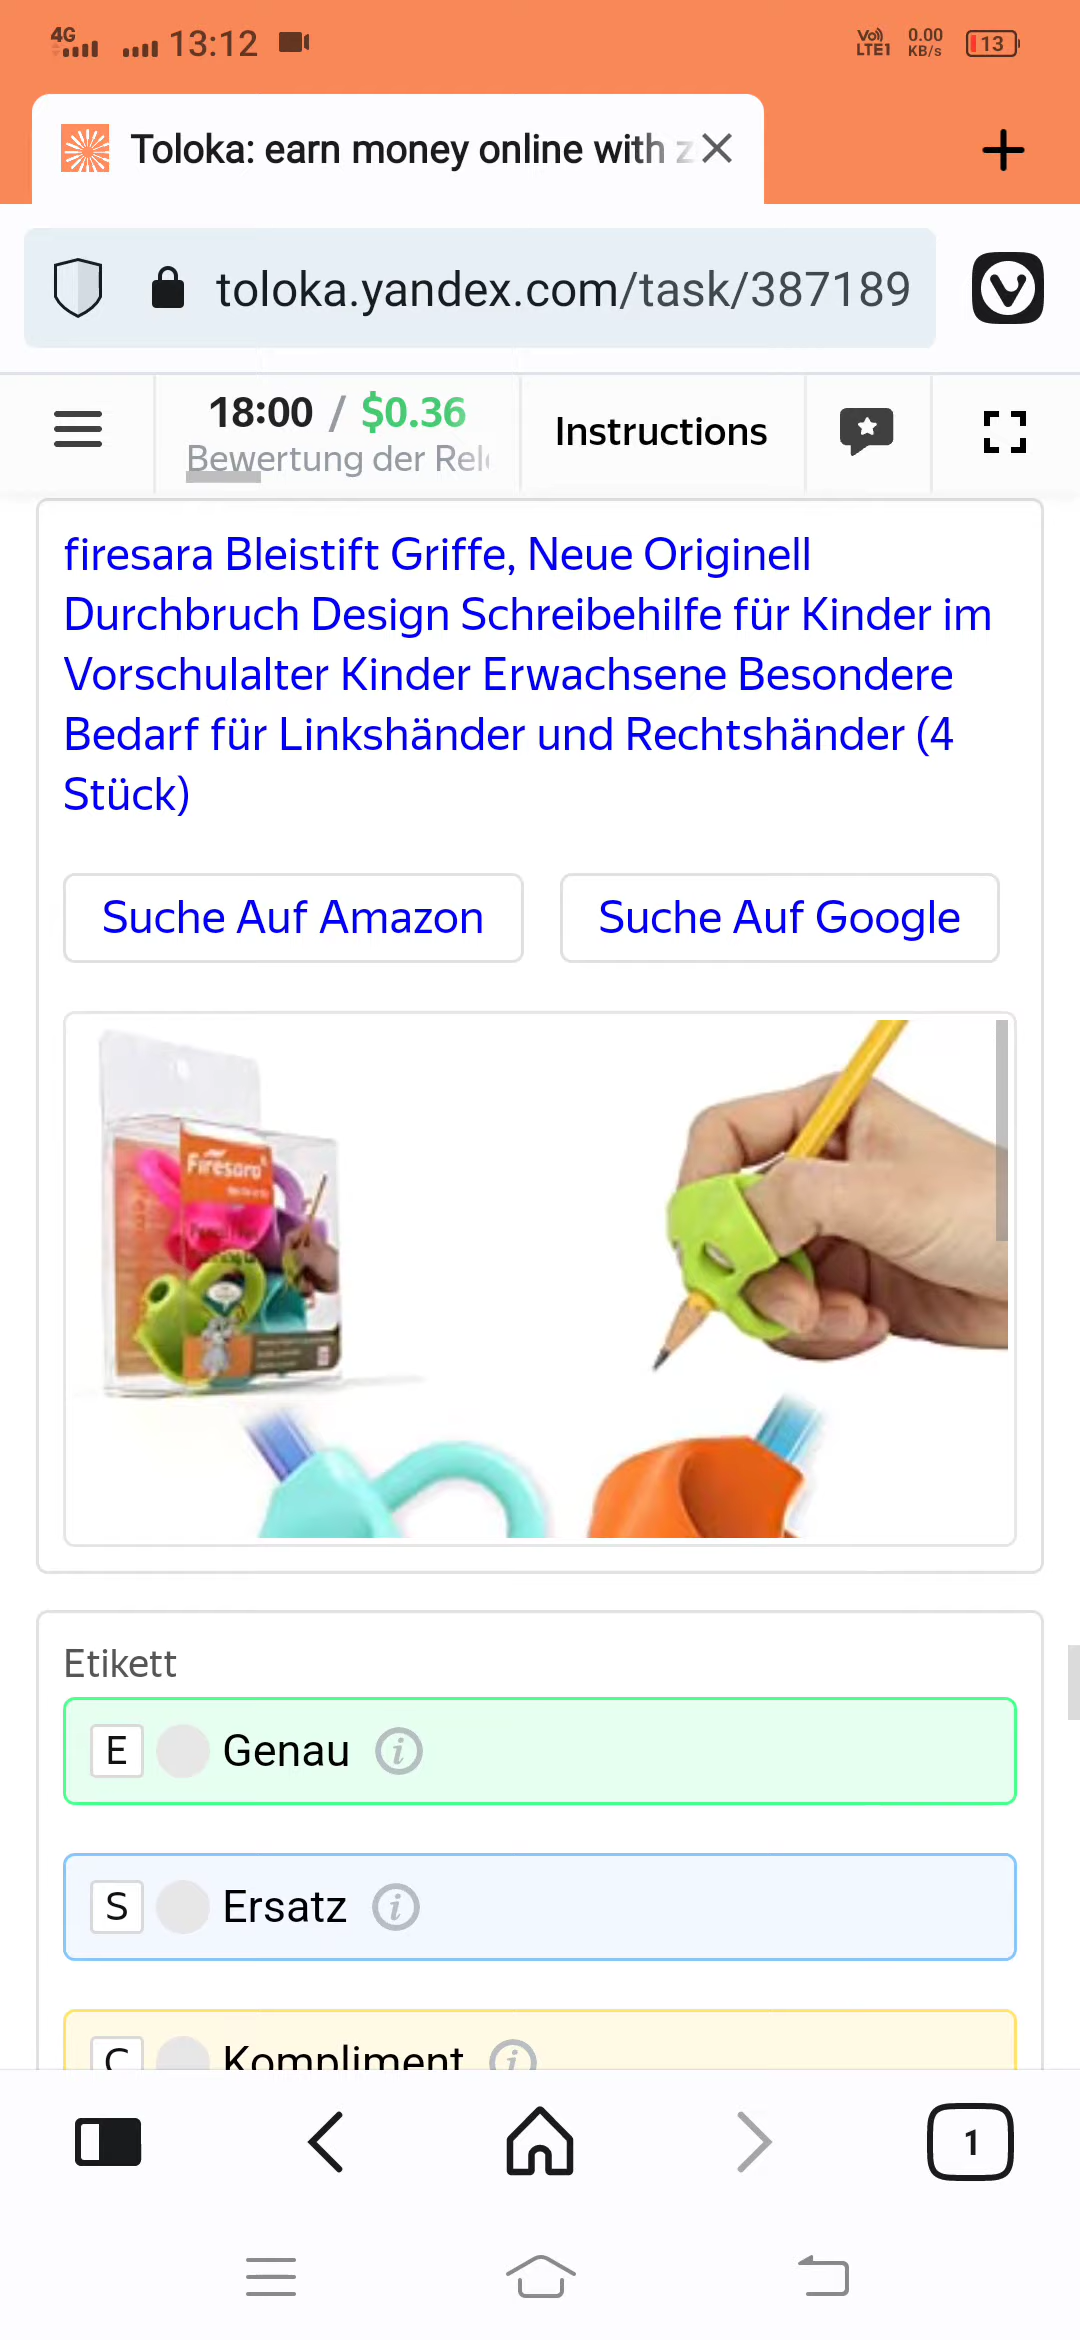 4G 13:12 Vo) LTE1 0.00 KB/s 13
Toloka: earn money online with
toloka.yandex.com/task/387189
18:00 / $0.36
Bewertung der Rel
Instructions
firesara Bleistift Griffe, Neue Originell
Durchbruch Design Schreibehilfe für Kinder im
Vorschulalter Kinder Erwachsene Besondere
Bedarf für Linkshänder und Rechtshänder (4
Stück)
Suche Auf Amazon
Suche Auf Google
Firesara
Etikett
E Genau i
S Ersatz i
C Kompliment i
1